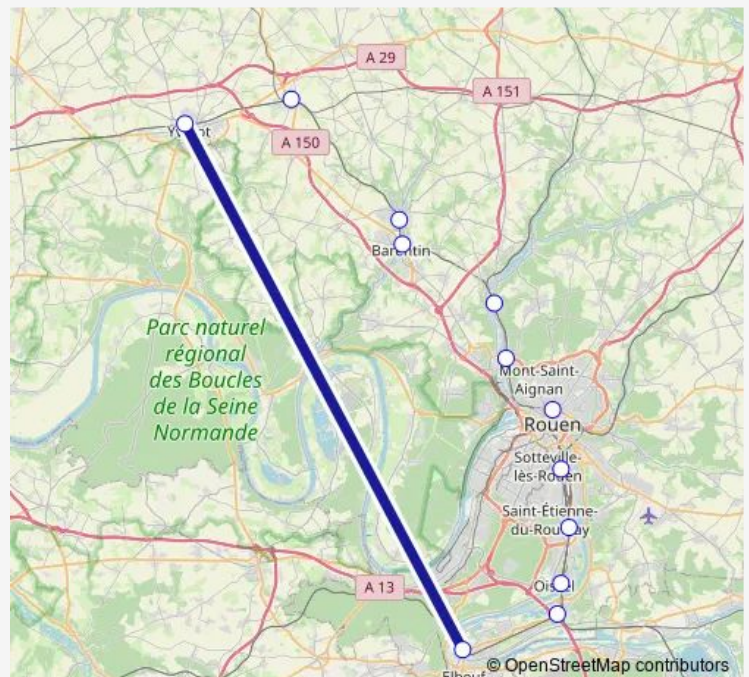 A 29
A 151
A 150
Barentin
Parc naturel
régional
des Boucles
de la Seine
Normande
Mont-Saint-
Aignan
Rouen
Sotteville-
lès-Rouen
Saint-Étienne-
du-Rouvray
A 13
© OpenStreetMap contributors